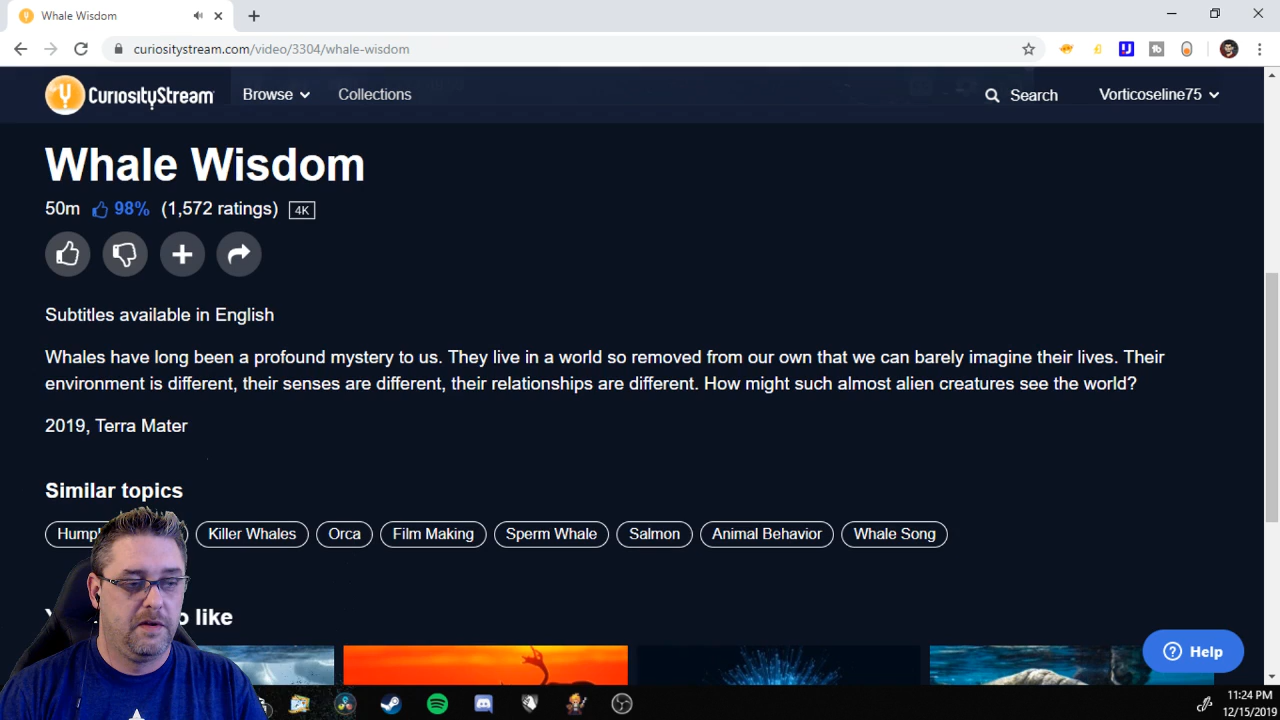 Whale Wisdom
curiositystream.com/video/3304/whale-wisdom
CuriosityStream
Browse
Collections
Search
Vorticoseline75
Whale Wisdom
50m 98% (1,572 ratings) 4K
Subtitles available in English
Whales have long been a profound mystery to us. They live in a world so removed from our own that we can barely imagine their lives. Their
environment is different, their senses are different, their relationships are different. How might such almost alien creatures see the world?
2019, Terra Mater
Similar topics
Killer Whales
Orca
Film Making
Sperm Whale
Salmon
Animal Behavior
Whale Song
like
Help
11:24 PM
12/15/2019